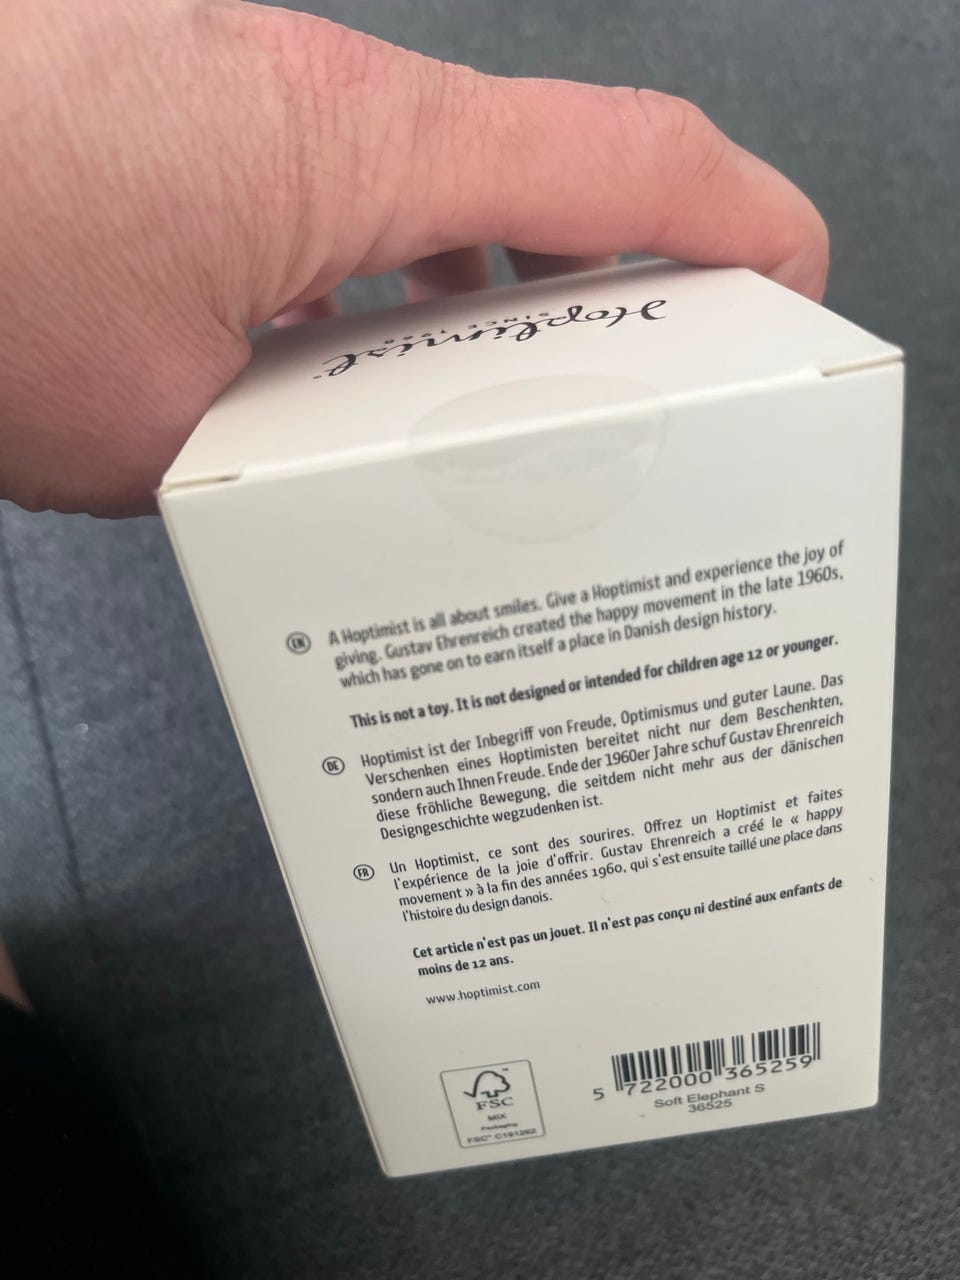 Hoptimist™
SINCE 1968
EN
A Hoptimist is all about smiles. Give a Hoptimist and experience the joy of
giving. Gustav Ehrenreich created the happy movement in the late 1960s,
which has gone on to earn itself a place in Danish design history.
This is not a toy. It is not designed or intended for children age 12 or younger.
DE
Hoptimist ist der Inbegriff von Freude, Optimismus und guter Laune. Das
Verschenken eines Hoptimisten bereitet nicht nur dem Beschenkten,
sondern auch Ihnen Freude. Ende der 1960er Jahre schuf Gustav Ehrenreich
diese fröhliche Bewegung, die seitdem nicht mehr aus der dänischen
Designgeschichte wegzudenken ist.
FR
Un Hoptimist, ce sont des sourires. Offrez un Hoptimist et faites
l'expérience de la joie d'offrir. Gustav Ehrenreich a créé le « happy
movement » à la fin des années 1960, qui s'est ensuite taillé une place dans
l'histoire du design danois.
Cet article n'est pas un jouet. Il n'est pas conçu ni destiné aux enfants de
moins de 12 ans.
www.hoptimist.com
FSC
MIX
Packaging
FSC® C191262
5 722000 365259
Soft Elephant S
36525